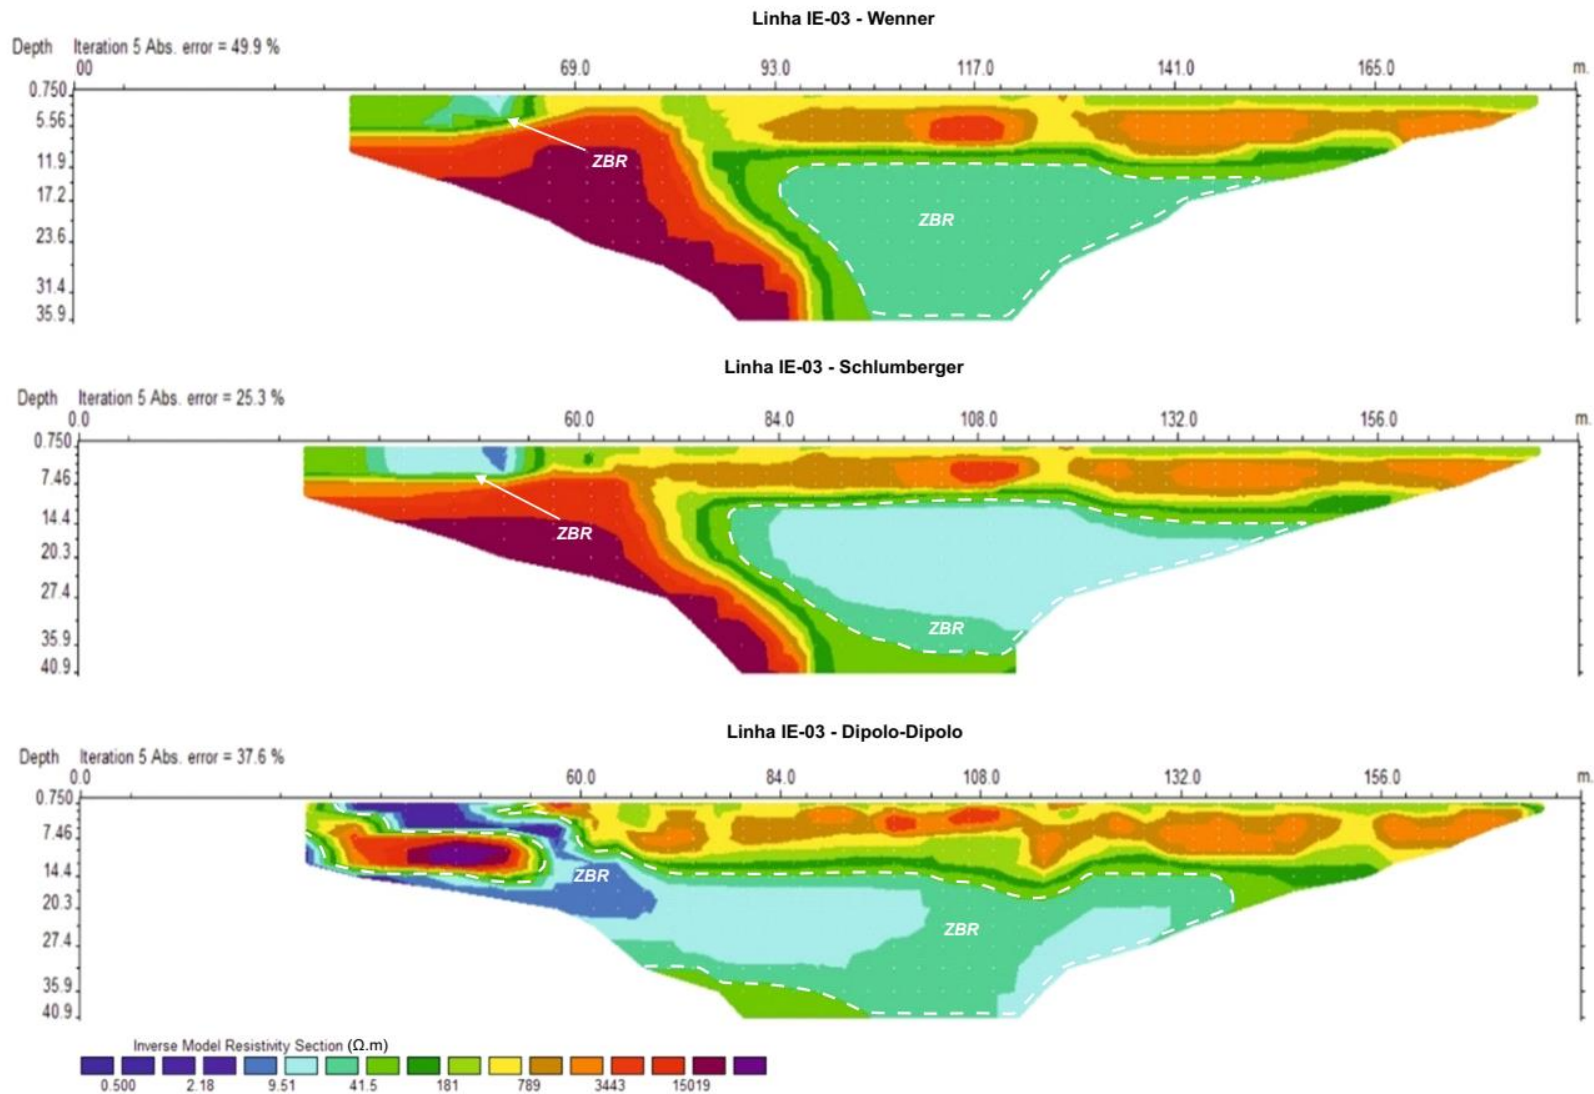 Linha IE-03 - Wenner
Depth Iteration 5 Abs. error = 49.9 %
00 69.0 93.0 117.0 141.0 165.0 m.
0.750
5.56
11.9
17.2
23.6
31.4
35.9
ZBR
ZBR
Linha IE-03 - Schlumberger
Depth Iteration 5 Abs. error = 25.3 %
0.0 60.0 84.0 108.0 132.0 156.0 m.
0.750
7.46
14.4
20.3
27.4
35.9
40.9
ZBR
ZBR
Linha IE-03 - Dipolo-Dipolo
Depth Iteration 5 Abs. error = 37.6 %
0.0 60.0 84.0 108.0 132.0 156.0 m.
0.750
7.46
14.4
20.3
27.4
35.9
40.9
ZBR
ZBR
Inverse Model Resistivity Section (Ω.m)
0.500 2.18 9.51 41.5 181 789 3443 15019